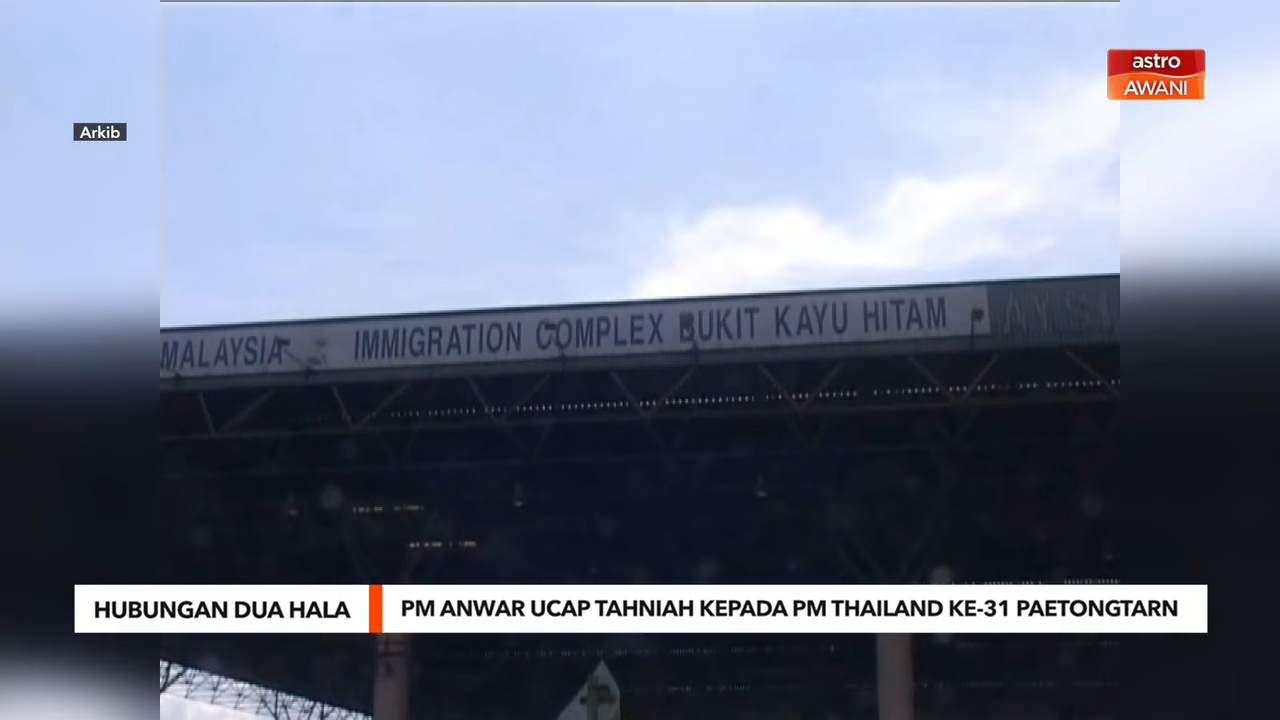 astro
AWANI
Arkib
MALAYSIA IMMIGRATION COMPLEX BUKIT KAYU HITAM
HUBUNGAN DUA HALA
PM ANWAR UCAP TAHNIAH KEPADA PM THAILAND KE-31 PAETONGTARN